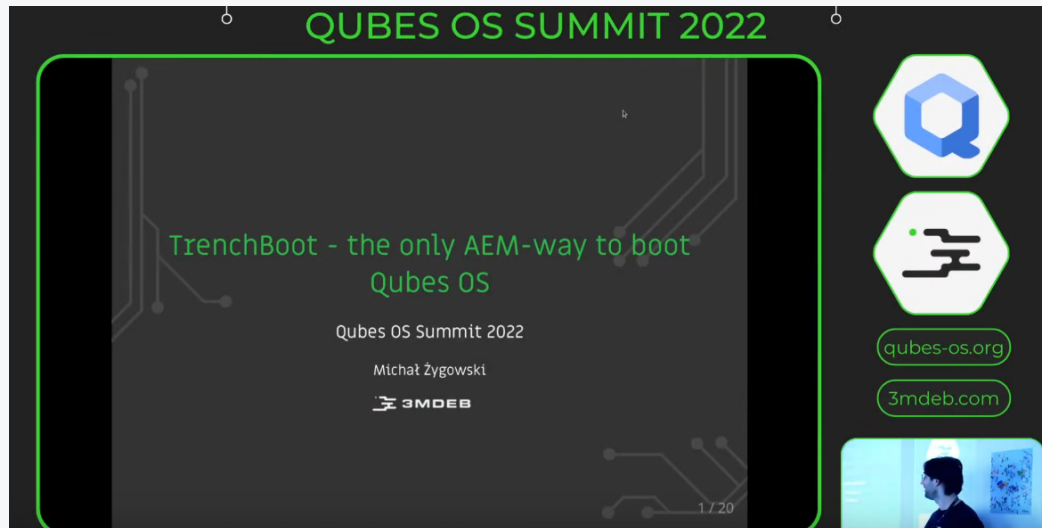 QUBES OS SUMMIT 2022
TrenchBoot - the only AEM-way to boot
Qubes OS
Qubes OS Summit 2022
Michał Żygowski
3MDEB
1 / 20
qubes-os.org
3mdeb.com